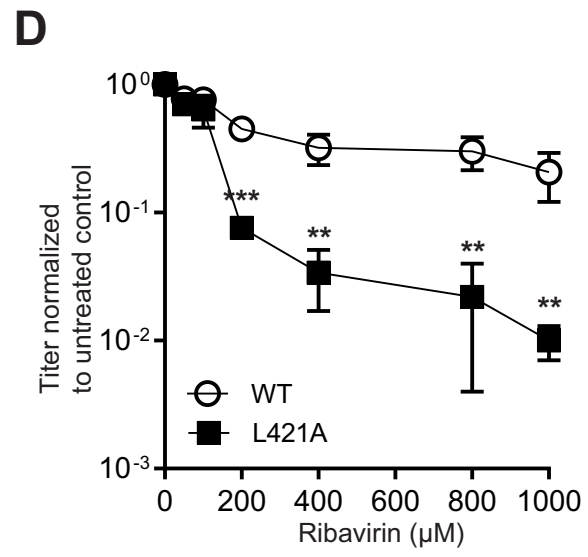 D
Titer normalized
to untreated control
10⁰
10⁻¹
10⁻²
10⁻³
***
**
**
**
WT
L421A
0 200 400 600 800 1000
Ribavirin (μM)